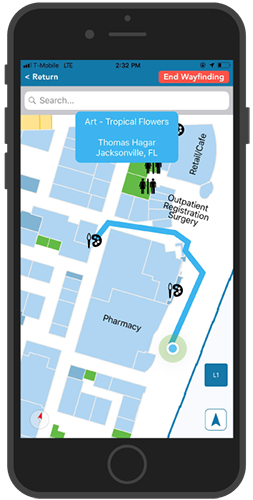 T-Mobile LTE 2:32 PM
< Return End Wayfinding
Search...
Art - Tropical Flowers
Thomas Hagar
Jacksonville, FL
Retail/Cafe
Outpatient
Registration
Surgery
Pharmacy
L1